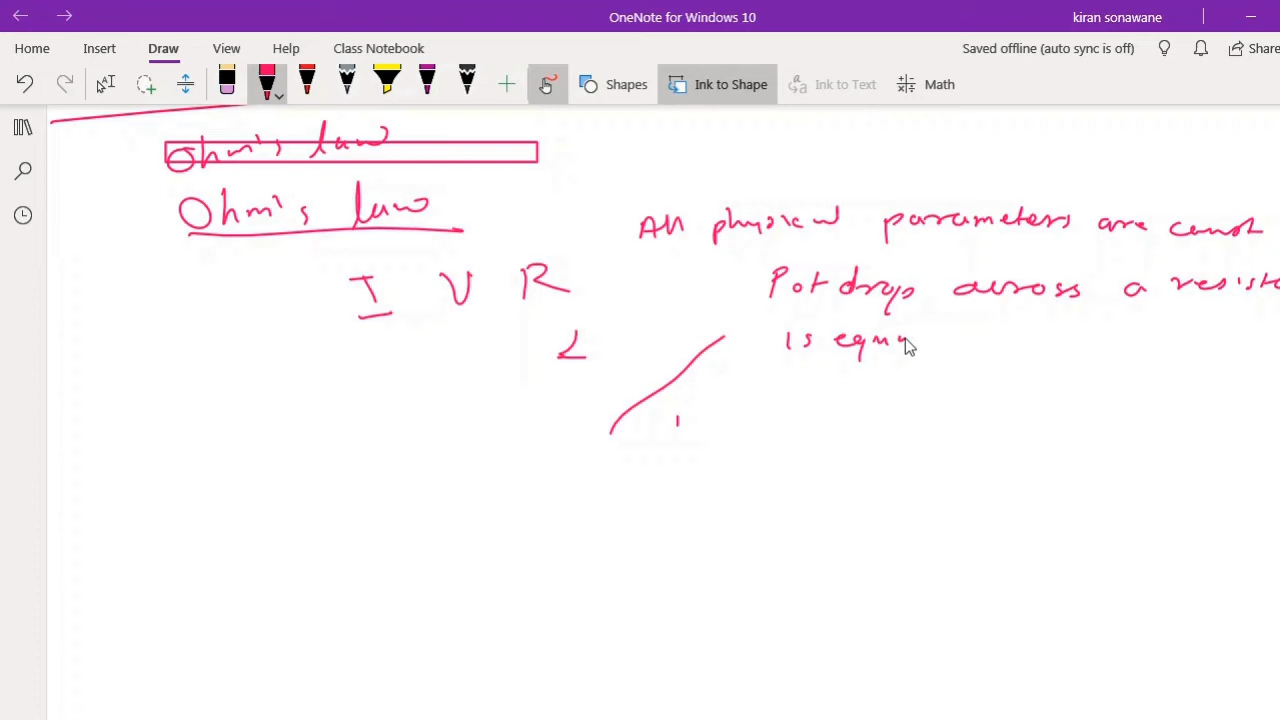 OneNote for Windows 10
kiran sonawane
Home Insert Draw View Help Class Notebook
Saved offline (auto sync is off) Share
Shapes Ink to Shape Ink to Text Math
Ohm's law
Ohm's law
All physical parameters are const
I V R
Pot drop across a resist
is equ